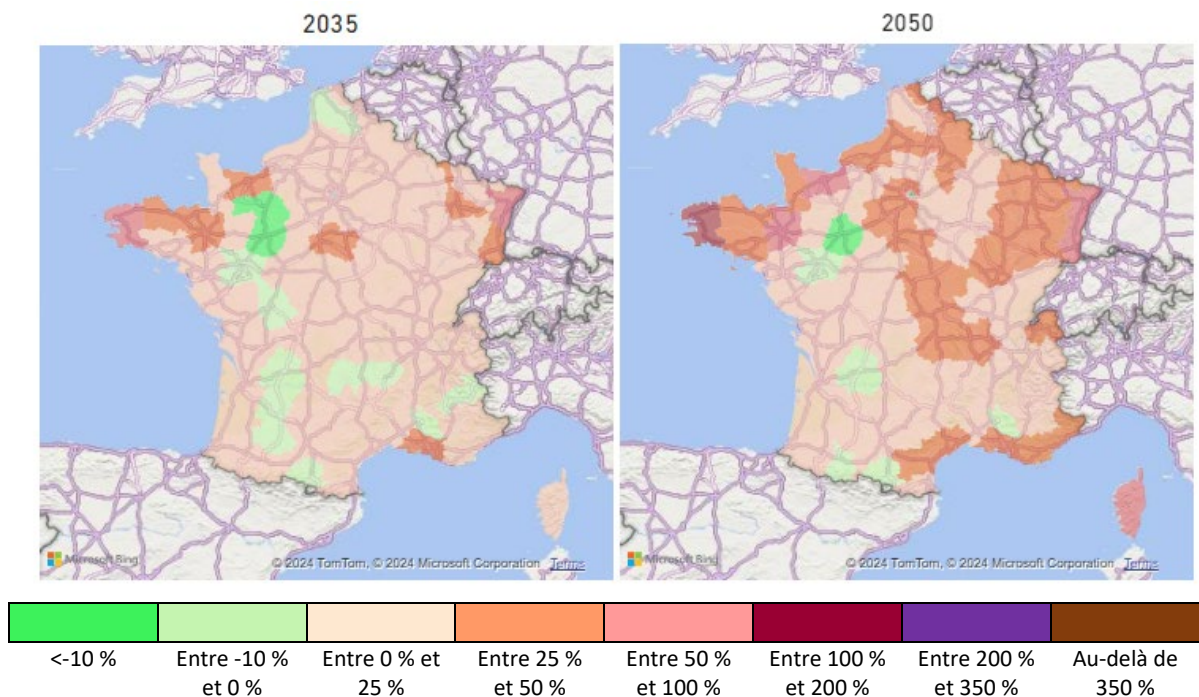 2035
2050
Microsoft Bing
© 2024 TomTom, © 2024 Microsoft Corporation Terms
Microsoft Bing
© 2024 TomTom, © 2024 Microsoft Corporation Terms
<-10 %
Entre -10 %
et 0 %
Entre 0 % et
25 %
Entre 25 %
et 50 %
Entre 50 %
et 100 %
Entre 100 %
et 200 %
Entre 200 %
et 350 %
Au-delà de
350 %